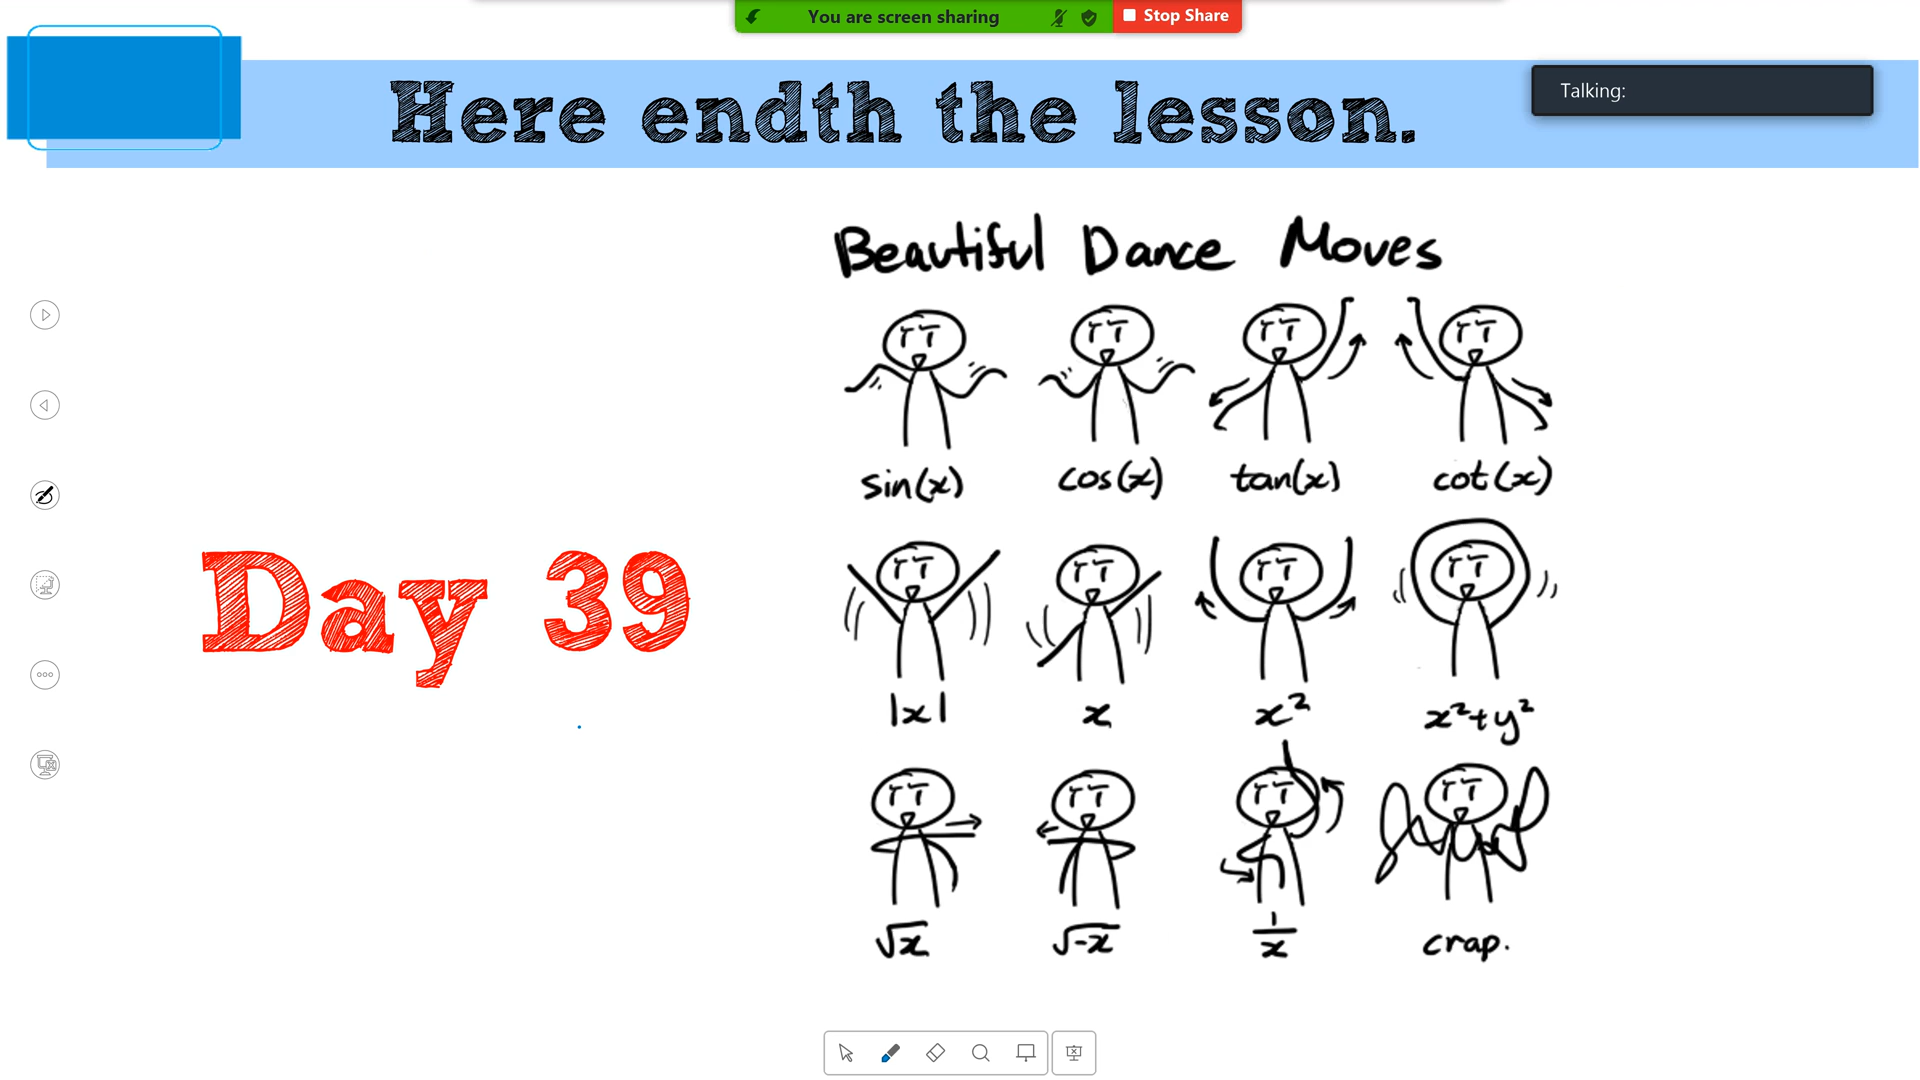 You are screen sharing
Stop Share
Here endth the lesson.
Talking:
Beautiful Dance Moves
sin(x) cos(x) tan(x) cot(x)
Day 39
|x| x x² x²+y²
√x √-x 1/x crap.